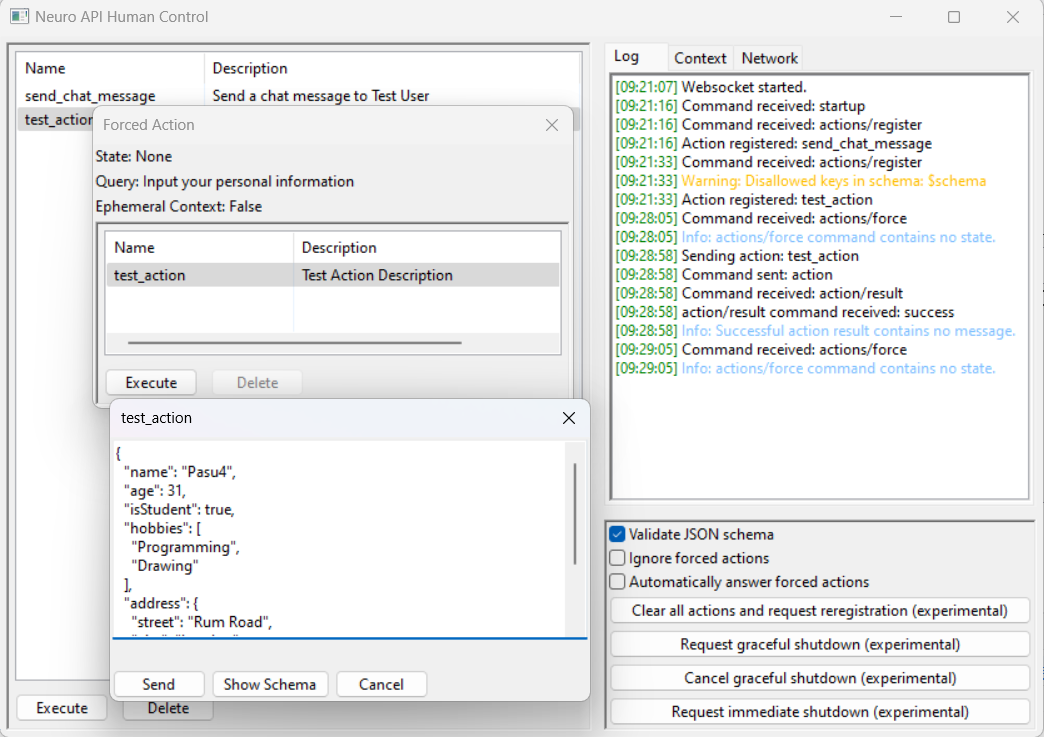 Neuro API Human Control
Name Description
send_chat_message Send a chat message to Test User
test_action
Forced Action
State: None
Query: Input your personal information
Ephemeral Context: False
Name Description
test_action Test Action Description
Execute Delete
test_action
{
"name": "Pasu4",
"age": 31,
"isStudent": true,
"hobbies": [
"Programming",
"Drawing"
],
"address": {
"street": "Rum Road",
Send Show Schema Cancel
Execute Delete
Log Context Network
[09:21:07] Websocket started.
[09:21:16] Command received: startup
[09:21:16] Command received: actions/register
[09:21:16] Action registered: send_chat_message
[09:21:33] Command received: actions/register
[09:21:33] Warning: Disallowed keys in schema: $schema
[09:21:33] Action registered: test_action
[09:28:05] Command received: actions/force
[09:28:05] Info: actions/force command contains no state.
[09:28:58] Sending action: test_action
[09:28:58] Command sent: action
[09:28:58] Command received: action/result
[09:28:58] action/result command received: success
[09:28:58] Info: Successful action result contains no message.
[09:29:05] Command received: actions/force
[09:29:05] Info: actions/force command contains no state.
Validate JSON schema
Ignore forced actions
Automatically answer forced actions
Clear all actions and request reregistration (experimental)
Request graceful shutdown (experimental)
Cancel graceful shutdown (experimental)
Request immediate shutdown (experimental)